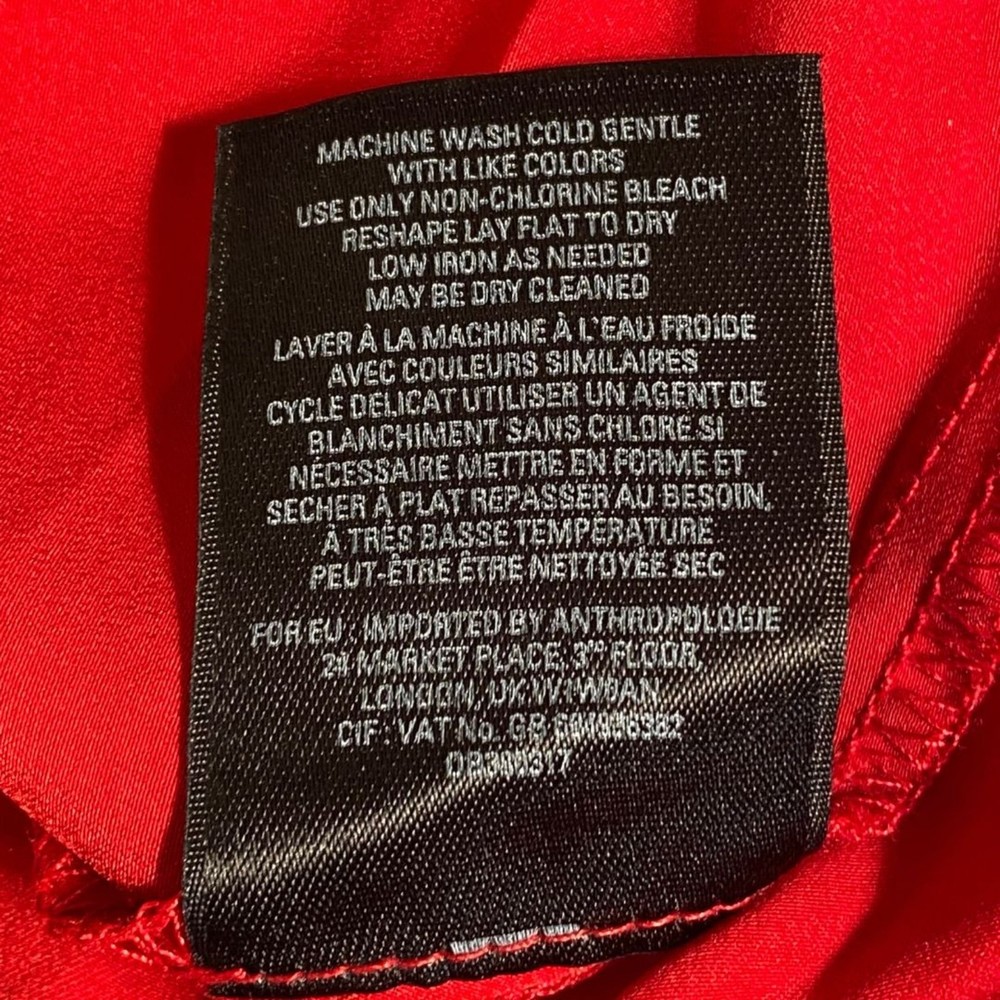 MACHINE WASH COLD GENTLE
WITH LIKE COLORS
USE ONLY NON-CHLORINE BLEACH
RESHAPE LAY FLAT TO DRY
LOW IRON AS NEEDED
MAY BE DRY CLEANED
LAVER À LA MACHINE À L'EAU FROIDE
AVEC COULEURS SIMILAIRES
CYCLE DELICAT UTILISER UN AGENT DE
BLANCHIMENT SANS CHLORE.SI
NÉCESSAIRE METTRE EN FORME ET
SECHER À PLAT REPASSER AU BESOIN,
À TRÈS BASSE TEMPÉRATURE
PEUT-ÊTRE ÊTRE NETTOYÉE SEC
FOR EU : IMPORTED BY ANTHROPOLOGIE
24 MARKET PLACE, 3RD FLOOR,
LONDON, UK W1W8AN
CIF: VAT No. GB